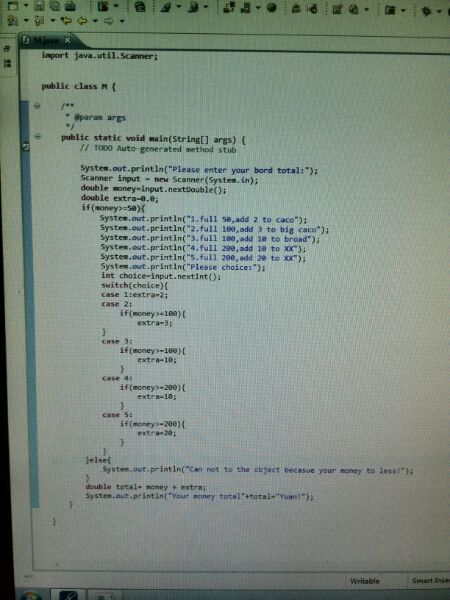 M.java
import java.util.Scanner;
public class M {
/**
* @param args
*/
public static void main(String[] args) {
// TODO Auto-generated method stub
System.out.println("Please enter your bord total:");
Scanner input = new Scanner(System.in);
double money=input.nextDouble();
double extra=0.0;
if(money>=50){
System.out.println("1.full 50,add 2 to caco");
System.out.println("2.full 100,add 3 to big caco");
System.out.println("3.full 100,add 10 to broad");
System.out.println("4.full 200,add 10 to XX");
System.out.println("5.full 200,add 20 to XX");
System.out.println("Please choice:");
int choice=input.nextInt();
switch(choice){
case 1:extra=2;
case 2:
if(money>=100){
extra=3;
}
case 3:
if(money>=100){
extra=10;
}
case 4:
if(money>=200){
extra=10;
}
case 5:
if(money>=200){
extra=20;
}
}
}else{
System.out.println("Can not to the object becasue your money to less!");
}
double total= money + extra;
System.out.println("Your money total"+total+"Yuan!");
}
}
Writable
Smart Inse